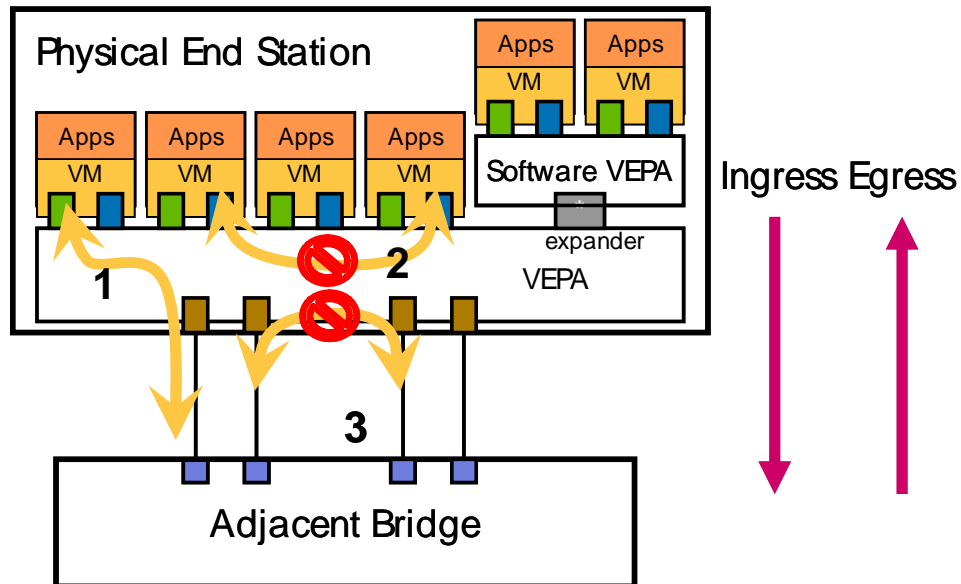 Physical End Station
Apps
VM
Apps
VM
Apps
VM
Apps
VM
Apps
VM
Apps
VM
Software VEPA
*
expander
VEPA
1
2
3
Adjacent Bridge
Ingress Egress